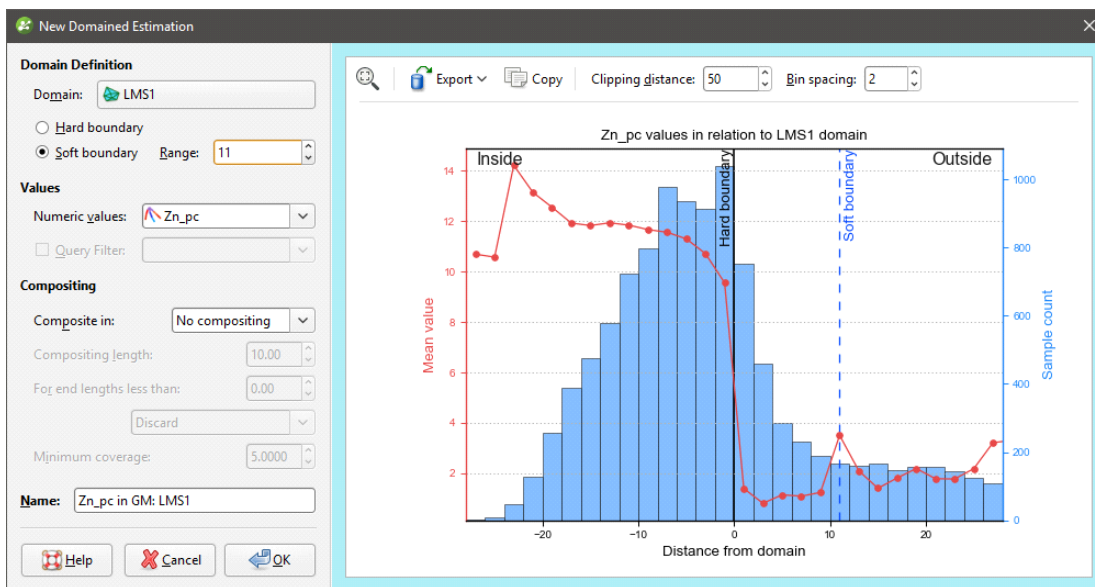 New Domained Estimation
Domain Definition
Domain: LMS1
Hard boundary
Soft boundary Range: 11
Values
Numeric values: Zn_pc
Query Filter:
Compositing
Composite in: No compositing
Compositing length: 10.00
For end lengths less than: 0.00
Discard
Minimum coverage: 5.0000
Name: Zn_pc in GM: LMS1
Help Cancel OK
Export Copy Clipping distance: 50 Bin spacing: 2
Zn_pc values in relation to LMS1 domain
Inside Hard boundary Soft boundary Outside
Mean value
14
12
10
8
6
4
2
Sample count
1000
800
600
400
200
0
−20 −10 0 10 20
Distance from domain